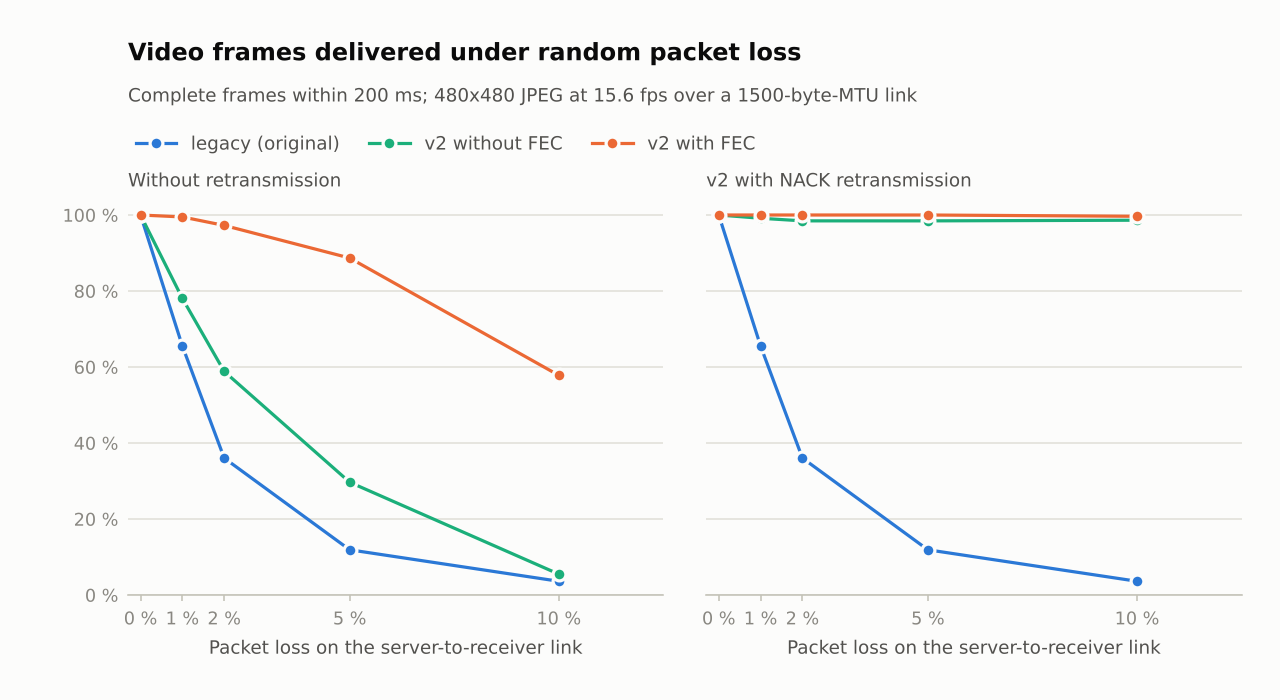 Video frames delivered under random packet loss
Complete frames within 200 ms; 480x480 JPEG at 15.6 fps over a 1500-byte-MTU link
legacy (original) v2 without FEC v2 with FEC
Without retransmission
100 %
80 %
60 %
40 %
20 %
0 %
0 % 1 % 2 % 5 % 10 %
Packet loss on the server-to-receiver link
v2 with NACK retransmission
0 % 1 % 2 % 5 % 10 %
Packet loss on the server-to-receiver link